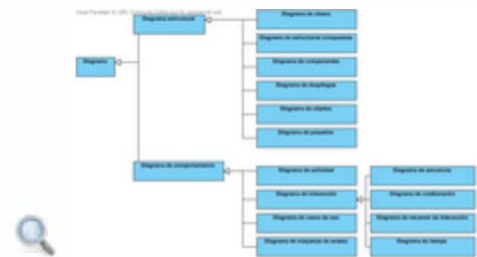 Diagrama estructural
Diagrama de clases
Diagrama de estructuras compuestas
Diagrama
Diagrama de componentes
Diagrama de despliegue
Diagrama de objetos
Diagrama de paquetes
Diagrama de comportamiento
Diagrama de actividad
Diagrama de secuencia
Diagrama de interacción
Diagrama de colaboración
Diagrama de casos de uso
Diagrama de resumen de interacción
Diagrama de máquinas de estado
Diagrama de tiempo